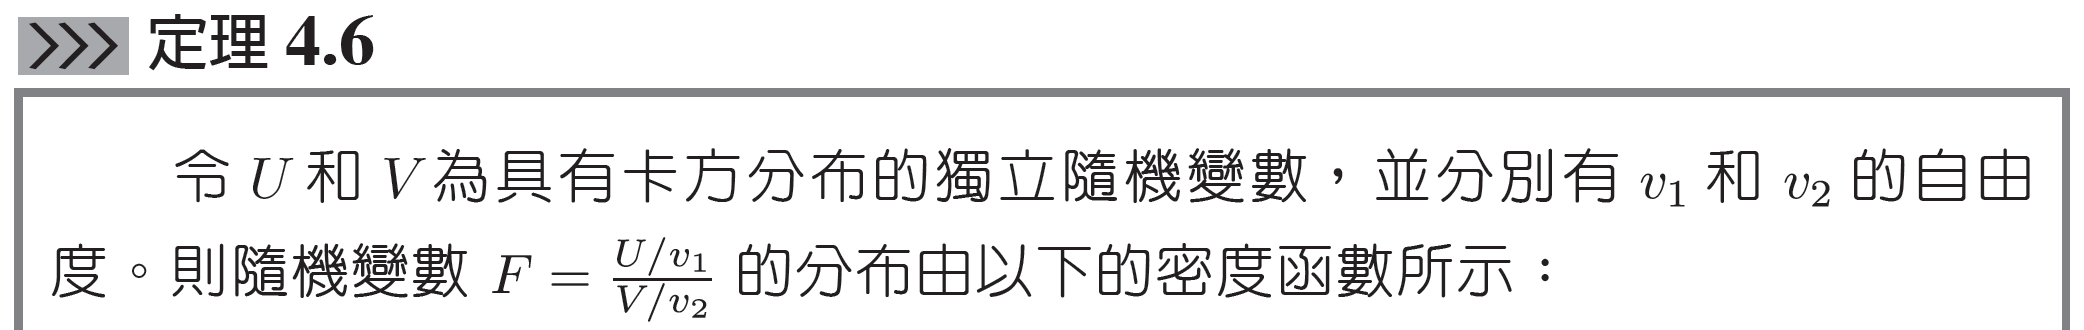 >>> 定理 4.6
令 U 和 V 為具有卡方分布的獨立隨機變數，並分別有 v₁ 和 v₂ 的自由
度。則隨機變數 F = \frac{U/v₁}{V/v₂} 的分布由以下的密度函數所示：